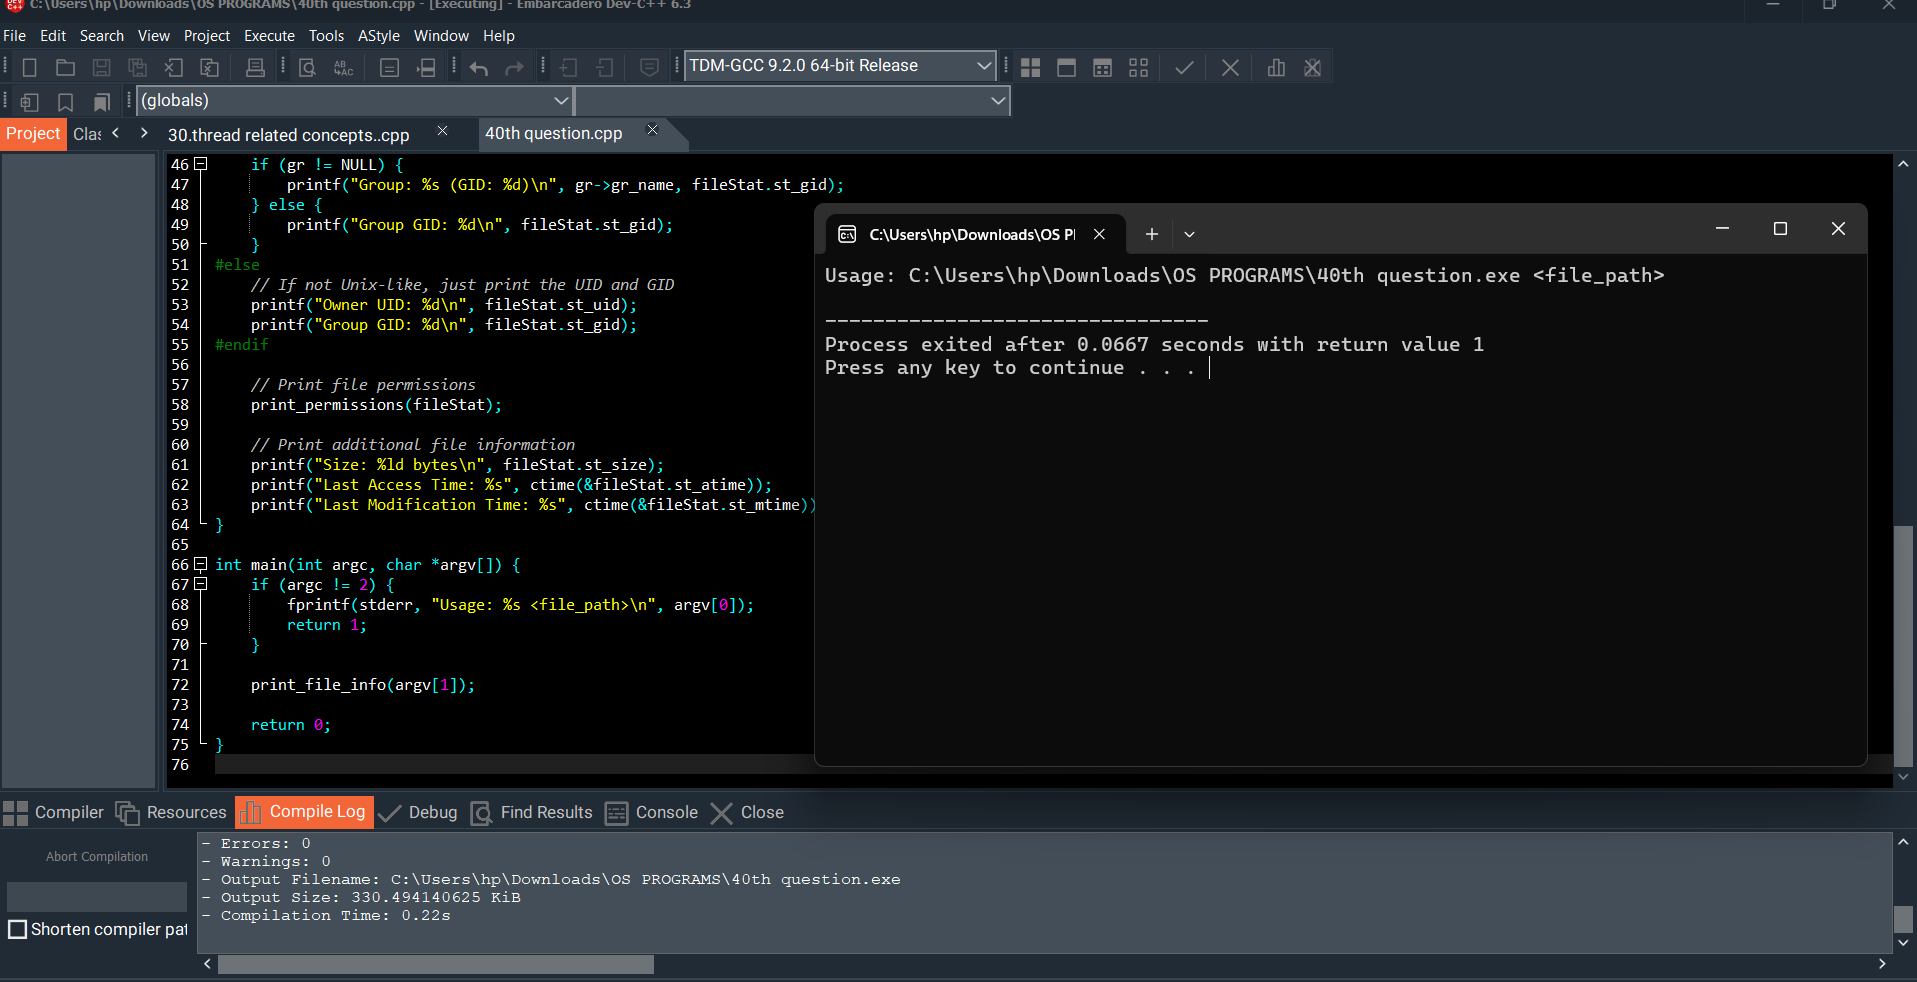 C:\Users\hp\Downloads\OS PROGRAMS\40th question.cpp - [Executing] - Embarcadero Dev-C++ 6.3
File Edit Search View Project Execute Tools AStyle Window Help
TDM-GCC 9.2.0 64-bit Release
(globals)
Project Clas 30.thread related concepts..cpp 40th question.cpp
46 if (gr != NULL) {
47 printf("Group: %s (GID: %d)\n", gr->gr_name, fileStat.st_gid);
48 } else {
49 printf("Group GID: %d\n", fileStat.st_gid);
50 }
51 #else
52 // If not Unix-like, just print the UID and GID
53 printf("Owner UID: %d\n", fileStat.st_uid);
54 printf("Group GID: %d\n", fileStat.st_gid);
55 #endif
56
57 // Print file permissions
58 print_permissions(fileStat);
59
60 // Print additional file information
61 printf("Size: %ld bytes\n", fileStat.st_size);
62 printf("Last Access Time: %s", ctime(&fileStat.st_atime));
63 printf("Last Modification Time: %s", ctime(&fileStat.st_mtime))
64 }
65
66 int main(int argc, char *argv[]) {
67 if (argc != 2) {
68 fprintf(stderr, "Usage: %s <file_path>\n", argv[0]);
69 return 1;
70 }
71
72 print_file_info(argv[1]);
73
74 return 0;
75 }
76
C:\Users\hp\Downloads\OS P
Usage: C:\Users\hp\Downloads\OS PROGRAMS\40th question.exe <file_path>
--------------------------------
Process exited after 0.0667 seconds with return value 1
Press any key to continue . . .
Compiler Resources Compile Log Debug Find Results Console Close
Abort Compilation
Shorten compiler pat
- Errors: 0
- Warnings: 0
- Output Filename: C:\Users\hp\Downloads\OS PROGRAMS\40th question.exe
- Output Size: 330.494140625 KiB
- Compilation Time: 0.22s